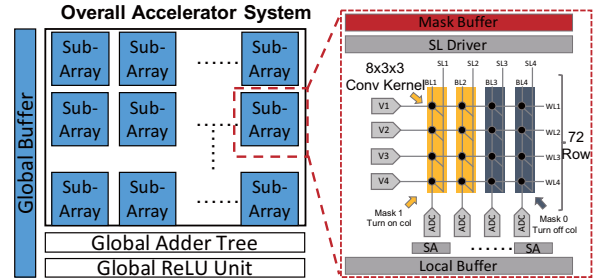 Overall Accelerator System
Global Buffer
Sub-Array
Sub-Array
Sub-Array
Sub-Array
Sub-Array
Sub-Array
Sub-Array
Sub-Array
Sub-Array
Global Adder Tree
Global ReLU Unit
Mask Buffer
SL Driver
8x3x3
Conv Kernel
SL1 SL2 SL3 SL4
BL1 BL2 BL3 BL4
V1 WL1
V2 WL2
V3 WL3
V4 WL4
72
Row
Mask 1
Turn on col
Mask 0
Turn off col
ADC ADC ADC ADC
SA SA
Local Buffer